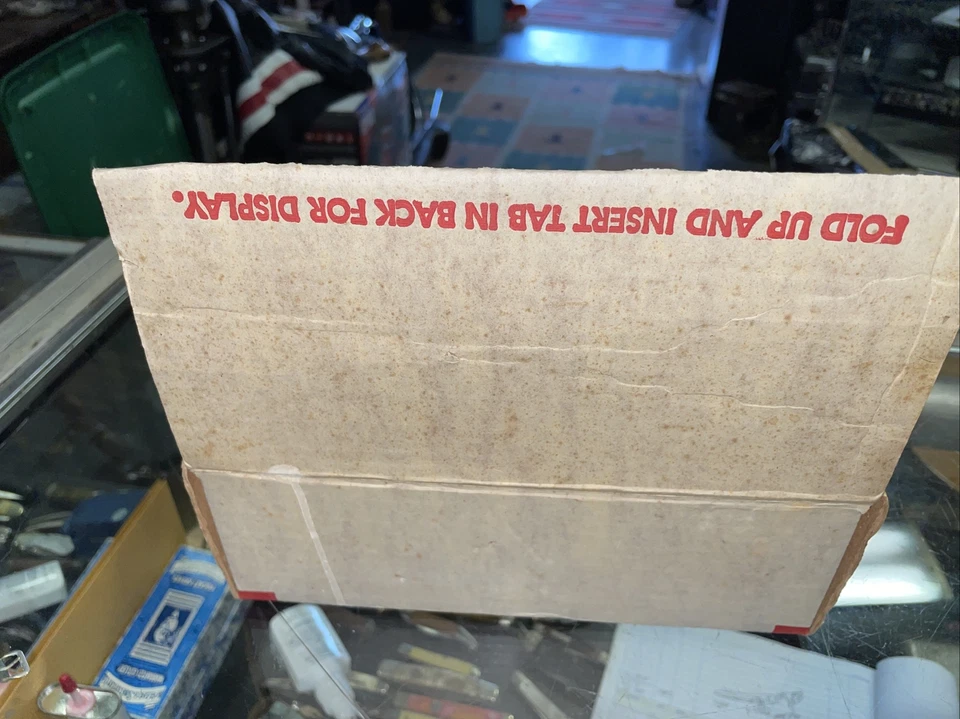 FOLD UP AND INSERT TAB IN BACK FOR DISPLAY.